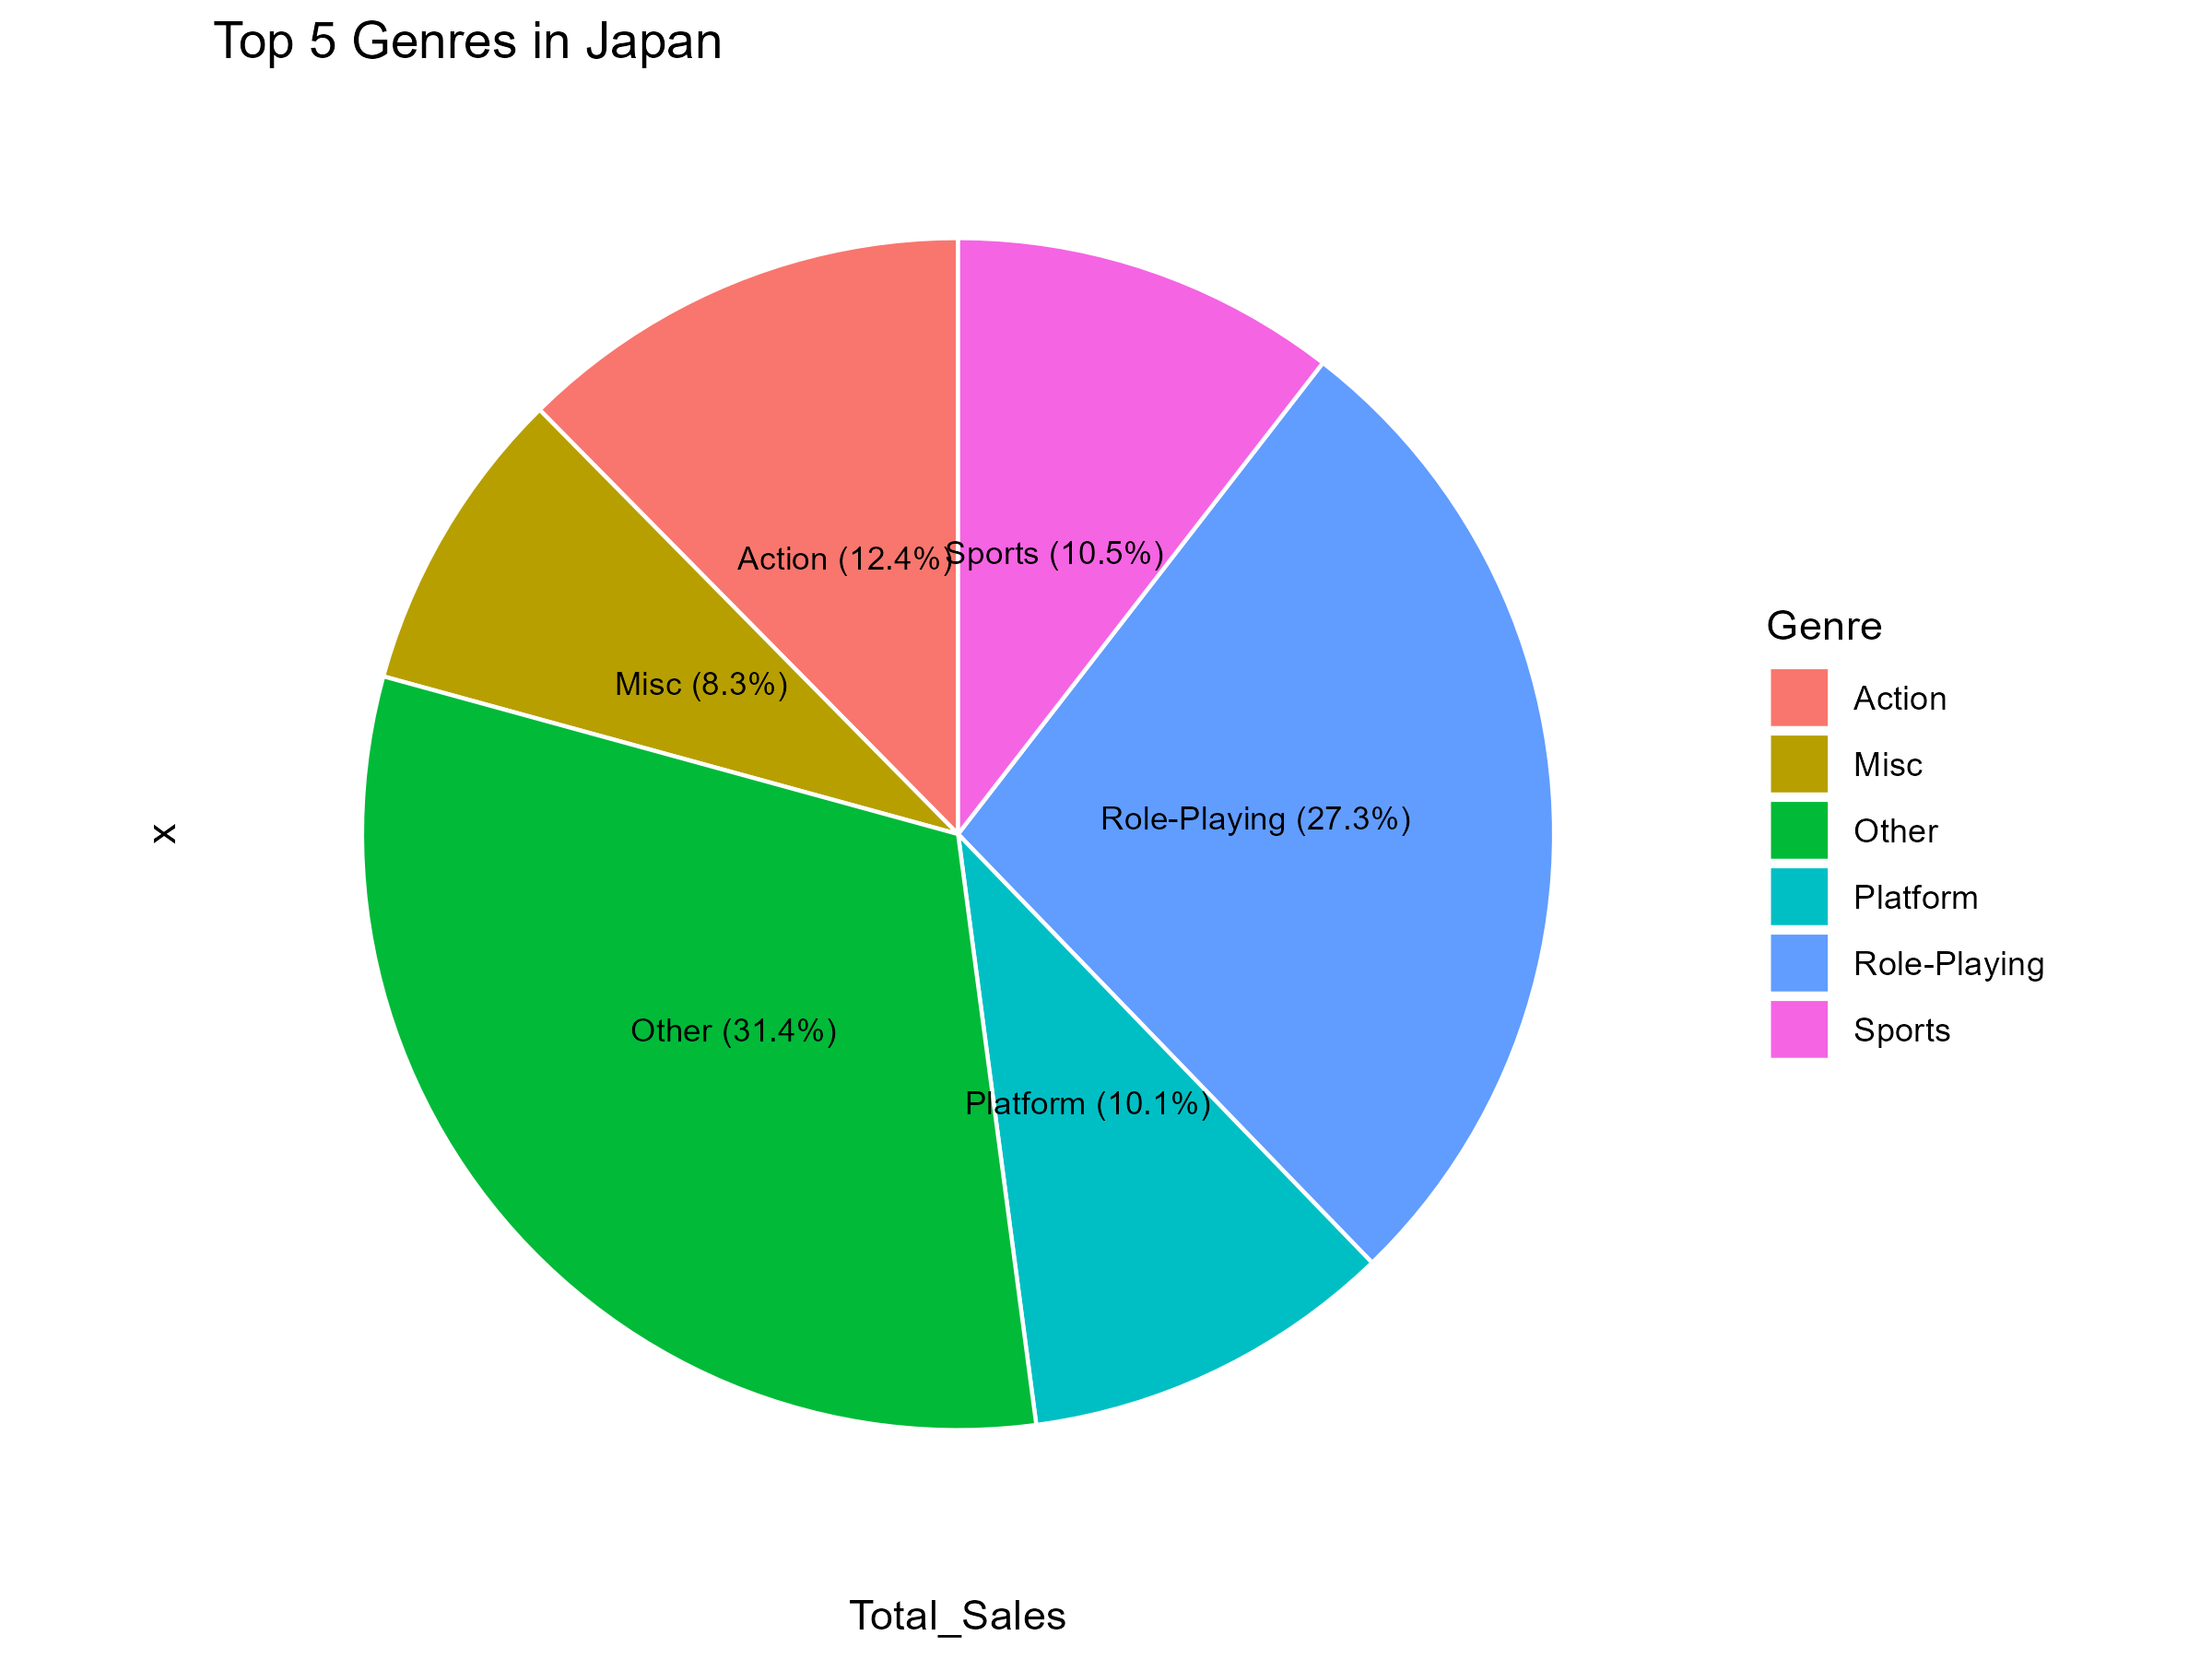 Top 5 Genres in Japan
Action (12.4%)
Sports (10.5%)
Misc (8.3%)
Role-Playing (27.3%)
Other (31.4%)
Platform (10.1%)
x
Total_Sales
Genre
Action
Misc
Other
Platform
Role-Playing
Sports